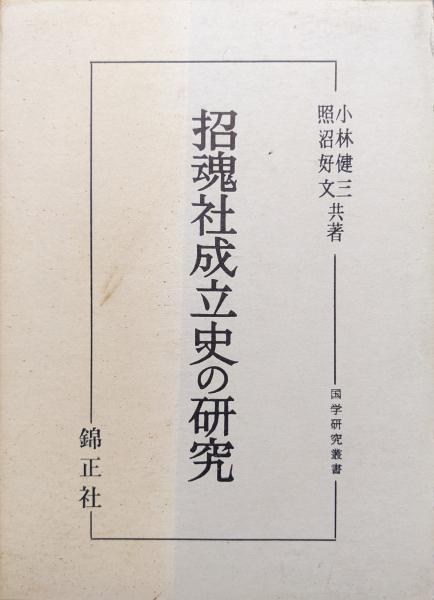 小林健三
照沼好文
共著
国学研究叢書
招魂社成立史の研究
錦正社